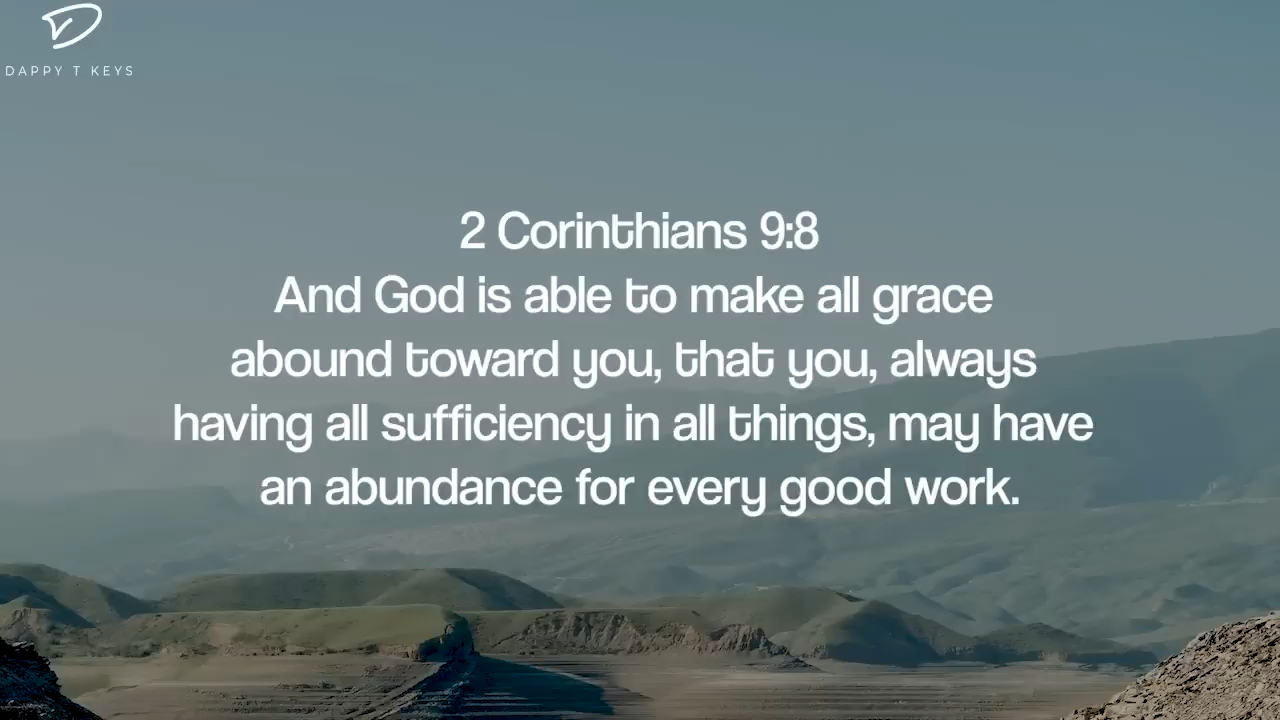 DAPPY T KEYS
2 Corinthians 9:8
And God is able to make all grace
abound toward you, that you, always
having all sufficiency in all things, may have
an abundance for every good work.